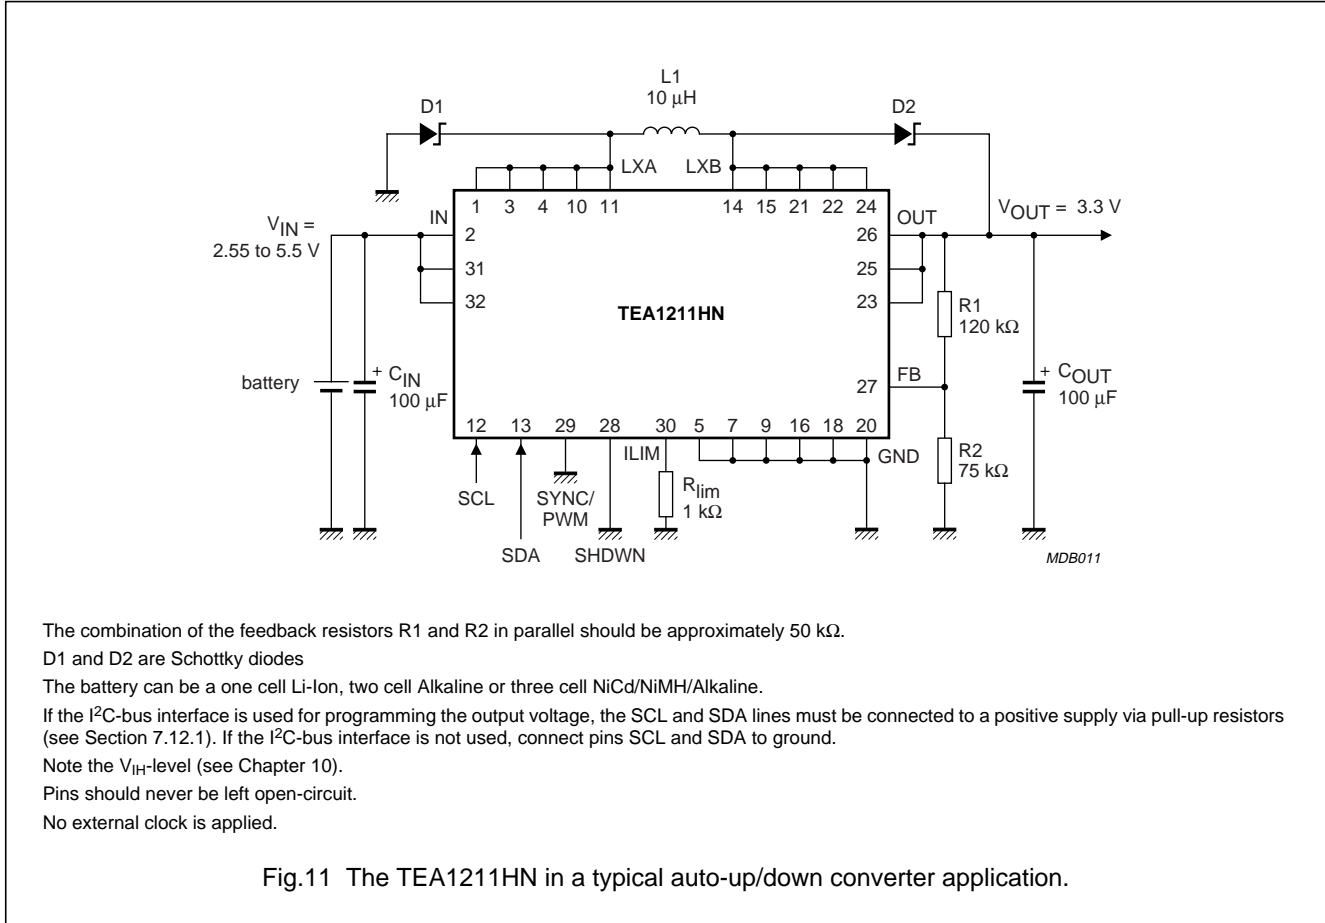 L1
10 μH
D1
D2
LXA
LXB
1 3 4 10 11
14 15 21 22 24
VIN =
2.55 to 5.5 V
IN
2
31
32
OUT
26
25
23
VOUT = 3.3 V
TEA1211HN
R1
120 kΩ
27
FB
battery
+
CIN
100 μF
+
COUT
100 μF
12 13 29 28 30 5 7 9 16 18 20
ILIM
GND
R2
75 kΩ
Rlim
1 kΩ
SCL
SYNC/
PWM
SDA
SHDWN
MDB011
The combination of the feedback resistors R1 and R2 in parallel should be approximately 50 kΩ.
D1 and D2 are Schottky diodes
The battery can be a one cell Li-Ion, two cell Alkaline or three cell NiCd/NiMH/Alkaline.
If the I2C-bus interface is used for programming the output voltage, the SCL and SDA lines must be connected to a positive supply via pull-up resistors
(see Section 7.12.1). If the I2C-bus interface is not used, connect pins SCL and SDA to ground.
Note the VIH-level (see Chapter 10).
Pins should never be left open-circuit.
No external clock is applied.
Fig.11 The TEA1211HN in a typical auto-up/down converter application.